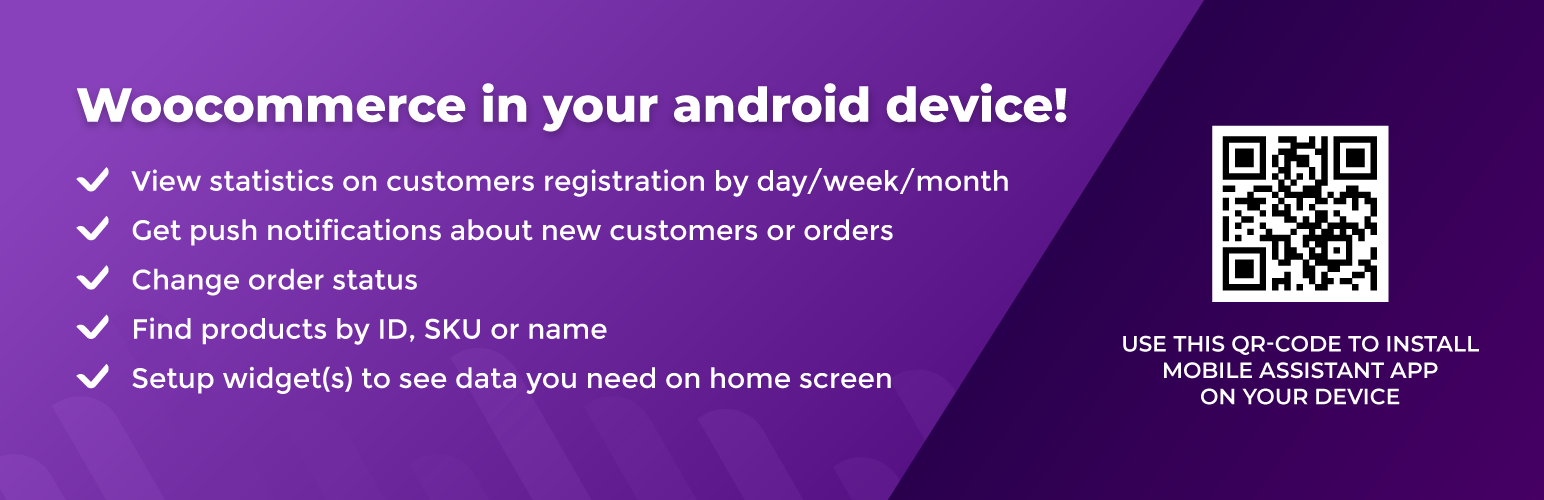 Woocommerce in your android device!
View statistics on customers registration by day/week/month
Get push notifications about new customers or orders
Change order status
Find products by ID, SKU or name
Setup widget(s) to see data you need on home screen
USE THIS QR-CODE TO INSTALL
MOBILE ASSISTANT APP
ON YOUR DEVICE